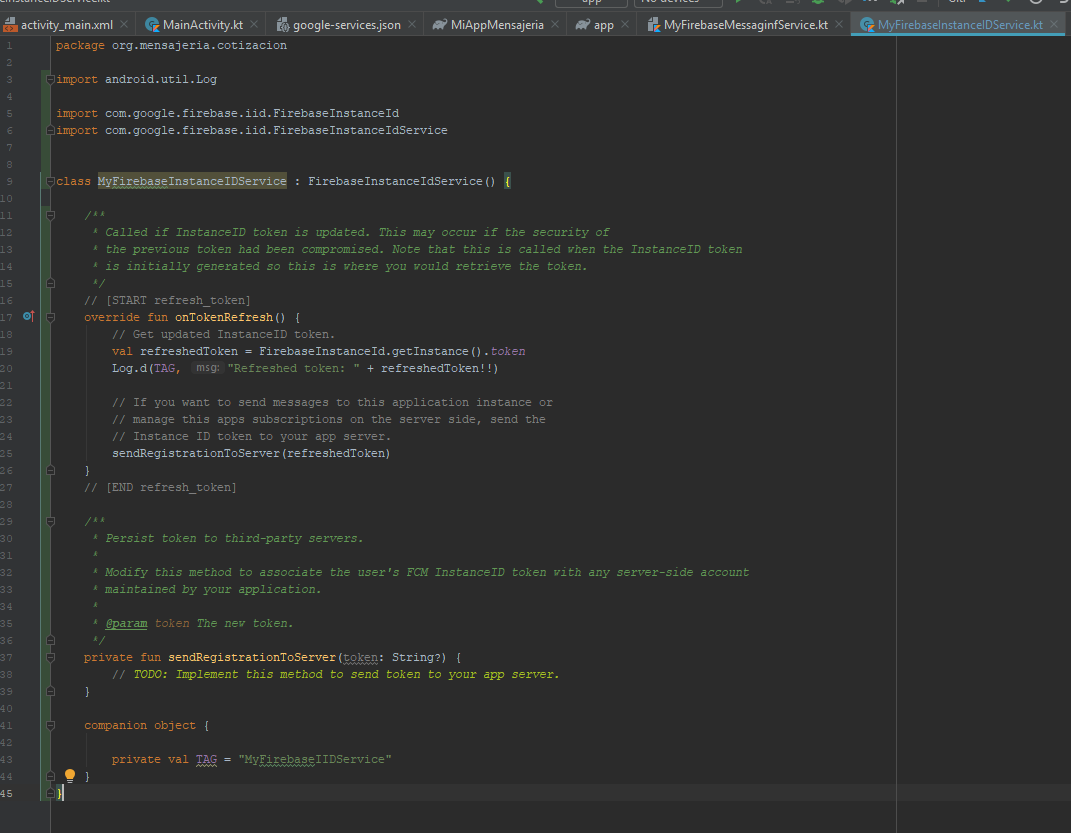 app
activity_main.xml
MainActivity.kt
google-services.json
MiAppMensajeria
app
MyFirebaseMessaginfService.kt
MyFirebaseInstanceIDService.kt
1 package org.mensajeria.cotizacion
2
3 import android.util.Log
4
5 import com.google.firebase.iid.FirebaseInstanceId
6 import com.google.firebase.iid.FirebaseInstanceIdService
7
8
9 class MyFirebaseInstanceIDService : FirebaseInstanceIdService() {
10
11 /**
12 * Called if InstanceID token is updated. This may occur if the security of
13 * the previous token had been compromised. Note that this is called when the InstanceID token
14 * is initially generated so this is where you would retrieve the token.
15 */
16 // [START refresh_token]
17 override fun onTokenRefresh() {
18 // Get updated InstanceID token.
19 val refreshedToken = FirebaseInstanceId.getInstance().token
20 Log.d(TAG, msg: "Refreshed token: " + refreshedToken!!)
21
22 // If you want to send messages to this application instance or
23 // manage this apps subscriptions on the server side, send the
24 // Instance ID token to your app server.
25 sendRegistrationToServer(refreshedToken)
26 }
27 // [END refresh_token]
28
29 /**
30 * Persist token to third-party servers.
31 *
32 * Modify this method to associate the user's FCM InstanceID token with any server-side account
33 * maintained by your application.
34 *
35 * @param token The new token.
36 */
37 private fun sendRegistrationToServer(token: String?) {
38 // TODO: Implement this method to send token to your app server.
39 }
40
41 companion object {
42
43 private val TAG = "MyFirebaseIIDService"
44 }
45 }